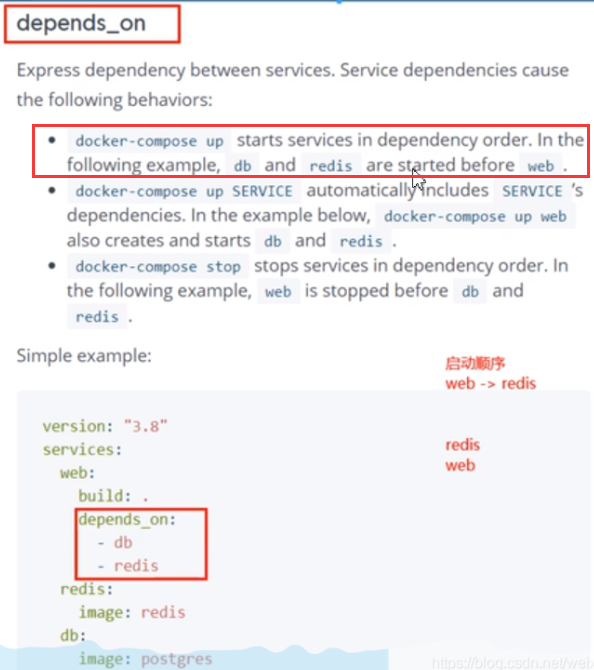 depends_on
Express dependency between services. Service dependencies cause
the following behaviors:
• docker-compose up starts services in dependency order. In the
following example, db and redis are started before web .
• docker-compose up SERVICE automatically includes SERVICE 's
dependencies. In the example below, docker-compose up web
also creates and starts db and redis .
• docker-compose stop stops services in dependency order. In
the following example, web is stopped before db and
redis .
Simple example:
启动顺序
web -> redis
redis
web
version: "3.8"
services:
  web:
    build: .
    depends_on:
      - db
      - redis
  redis:
    image: redis
  db:
    image: postgres
https://blog.csdn.net/web